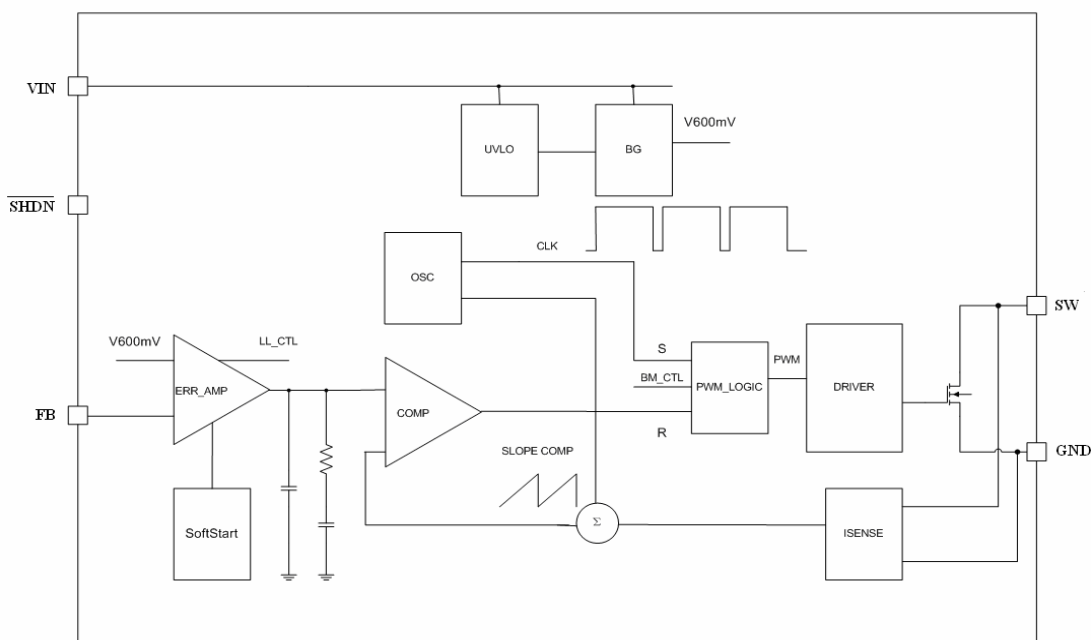 VIN
UVLO
BG
V600mV
SHDN
CLK
OSC
SW
V600mV
LL_CTL
S
PWM
ERR_AMP
BM_CTL
PWM_LOGIC
DRIVER
FB
COMP
R
SLOPE COMP
GND
SoftStart
Σ
ISENSE